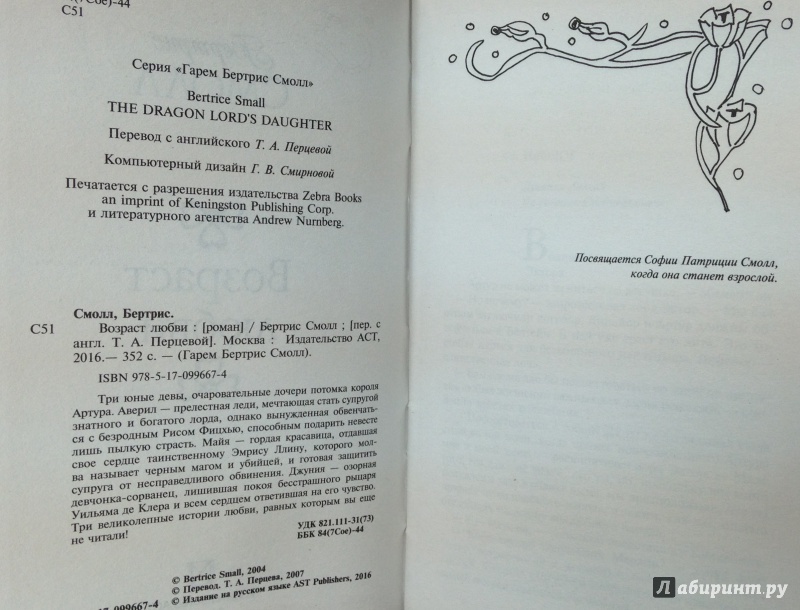 (7Сое)-44
С51
Серия «Гарем Бертрис Смолл»
Bertrice Small
THE DRAGON LORD'S DAUGHTER
Перевод с английского Т. А. Перцевой
Компьютерный дизайн Г. В. Смирновой
Печатается с разрешения издательства Zebra Books
an imprint of Keningston Publishing Corp.
и литературного агентства Andrew Nurnberg.
Смолл, Бертрис.
С51 Возраст любви : [роман] / Бертрис Смолл ; [пер. с
англ. Т. А. Перцевой]. Москва : Издательство АСТ,
2016.— 352 с. — (Гарем Бертрис Смолл).
ISBN 978-5-17-099667-4
Три юные девы, очаровательные дочери потомка короля
Артура. Аверил — прелестная леди, мечтающая стать супругой
знатного и богатого лорда, однако вынужденная обвенчать-
ся с безродным Рисом Фицхью, способным подарить невесте
лишь пылкую страсть. Майя — гордая красавица, отдавшая
свое сердце таинственному Эмрису Ллину, которого мол-
ва называет черным магом и убийцей, и готовая защитить
супруга от несправедливого обвинения. Джуния — озорная
девчонка-сорванец, лишившая покоя бесстрашного рыцаря
Уильяма де Клера и всем сердцем ответившая на его чувство.
Три великолепные истории любви, равных которым вы еще
не читали!
УДК 821.111-31(73)
ББК 84(7Сое)-44
© Bertrice Small, 2004
© Перевод. Т. А. Перцева, 2007
© Издание на русском языке AST Publishers, 2016
-099667-4
Посвящается Софии Патриции Смолл,
когда она станет взрослой.
Возраст
Лабиринт.ру